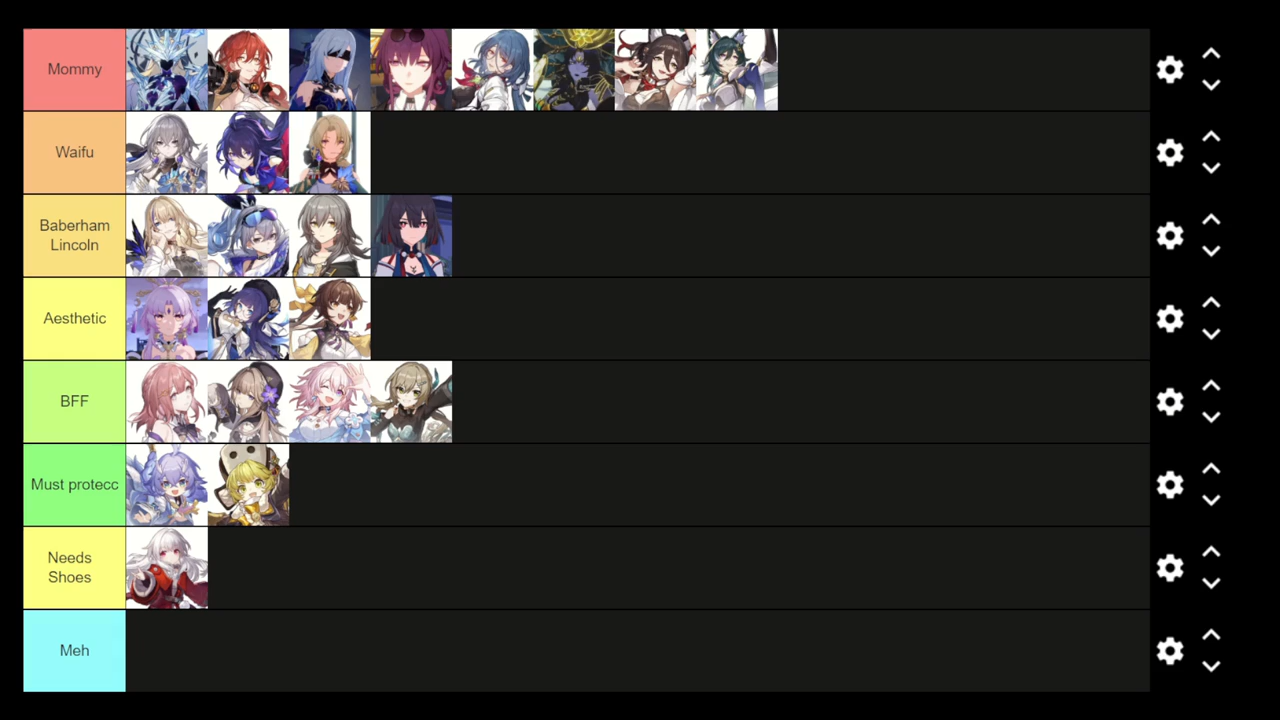 Mommy
Waifu
Baberham
Lincoln
Aesthetic
BFF
Must protecc
Needs
Shoes
Meh